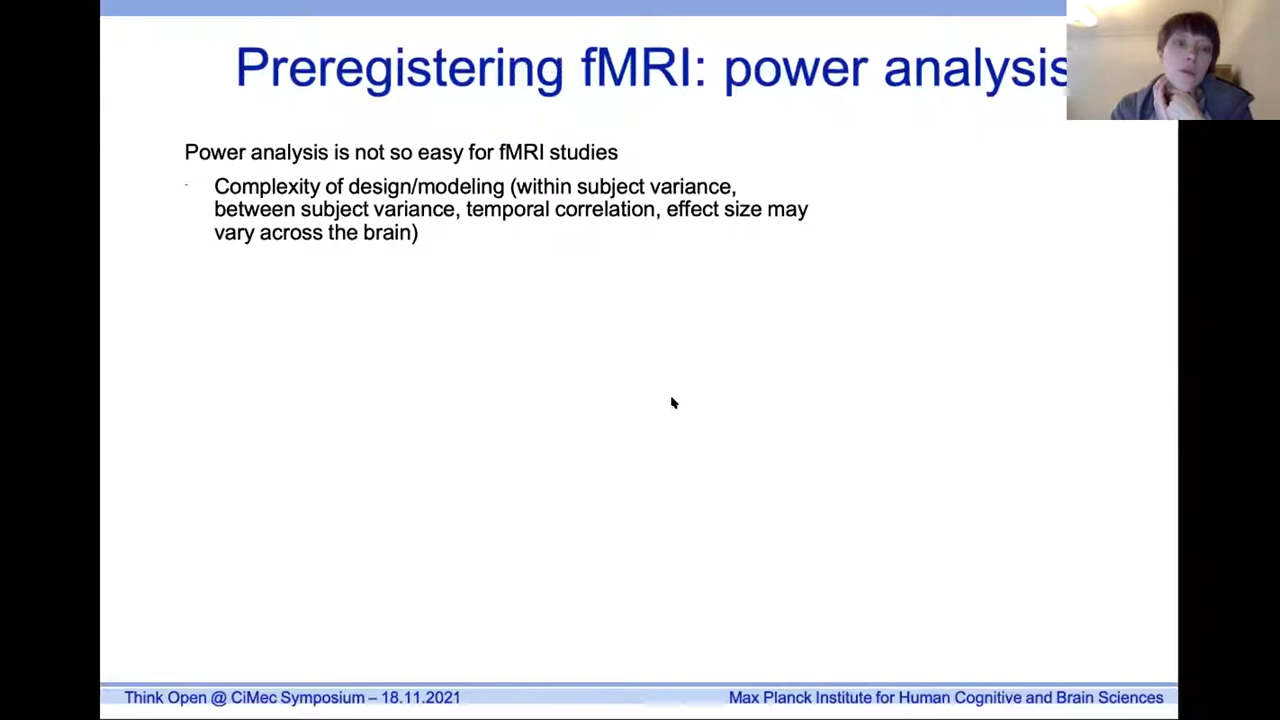 Preregistering fMRI: power analysis
Power analysis is not so easy for fMRI studies
- Complexity of design/modeling (within subject variance,
between subject variance, temporal correlation, effect size may
vary across the brain)
Think Open @ CiMec Symposium – 18.11.2021
Max Planck Institute for Human Cognitive and Brain Sciences